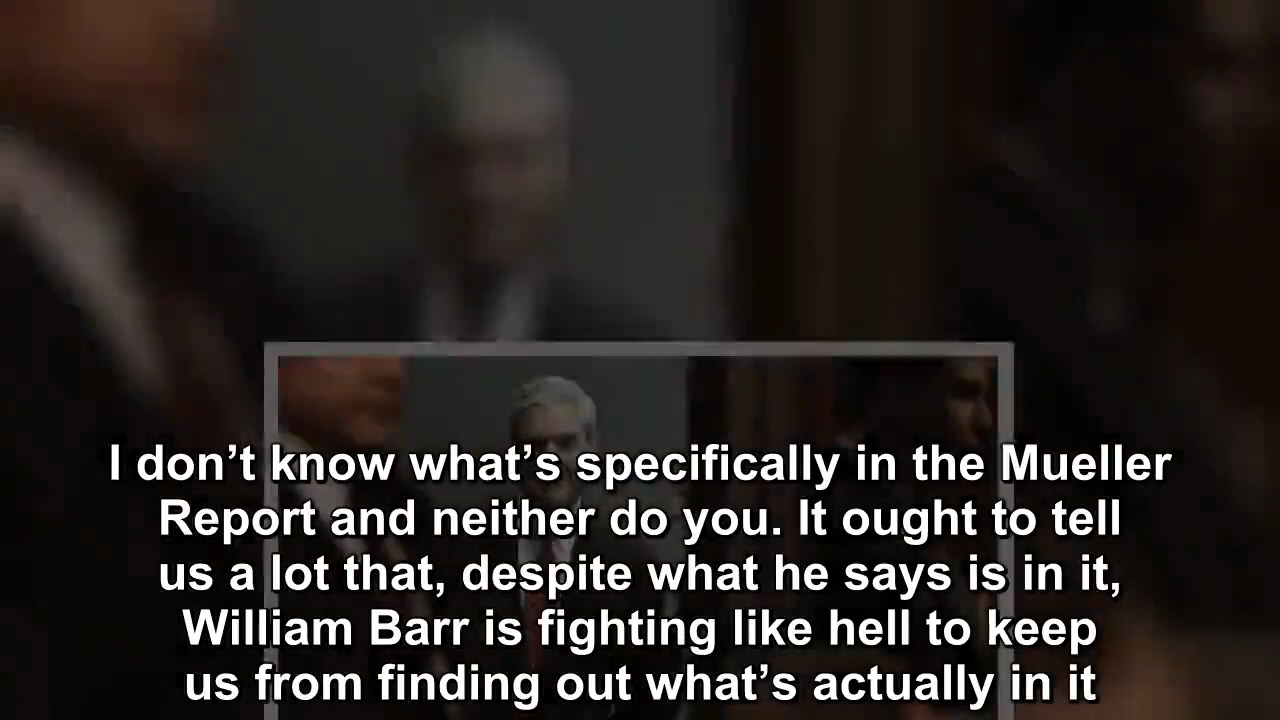 I don’t know what’s specifically in the Mueller
Report and neither do you. It ought to tell
us a lot that, despite what he says is in it,
William Barr is fighting like hell to keep
us from finding out what’s actually in it